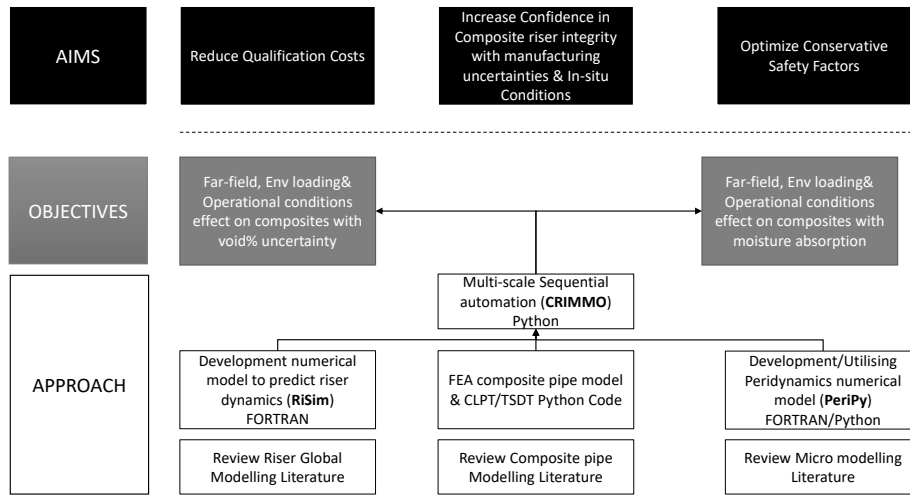 AIMS
Reduce Qualification Costs
Increase Confidence in
Composite riser integrity
with manufacturing
uncertainties & In-situ
Conditions
Optimize Conservative
Safety Factors
OBJECTIVES
Far-field, Env loading&
Operational conditions
effect on composites with
void% uncertainty
Far-field, Env loading&
Operational conditions
effect on composites with
moisture absorption
APPROACH
Multi-scale Sequential
automation (CRIMMO)
Python
Development numerical
model to predict riser
dynamics (RiSim)
FORTRAN
FEA composite pipe model
& CLPT/TSDT Python Code
Development/Utilising
Peridynamics numerical
model (PeriPy)
FORTRAN/Python
Review Riser Global
Modelling Literature
Review Composite pipe
Modelling Literature
Review Micro modelling
Literature